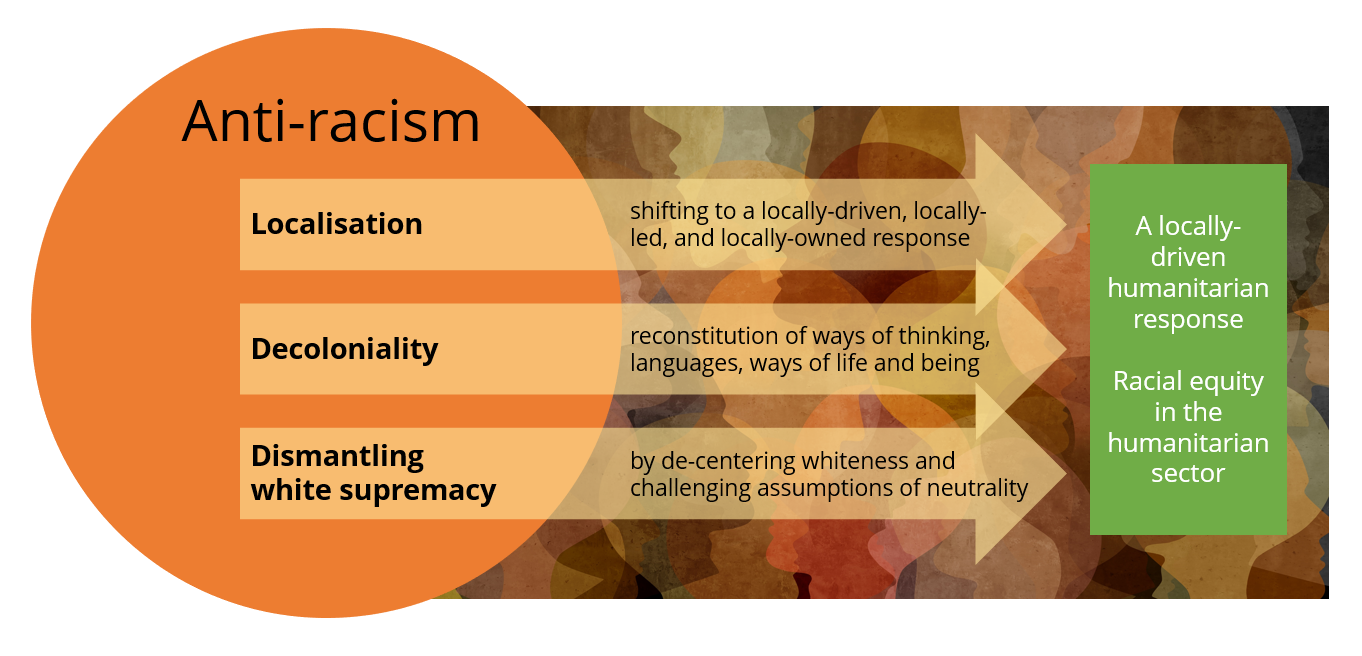 Anti-racism
Localisation
shifting to a locally-driven, locally-
led, and locally-owned response
Decoloniality
reconstitution of ways of thinking,
languages, ways of life and being
Dismantling
white supremacy
by de-centering whiteness and
challenging assumptions of neutrality
A locally-
driven
humanitarian
response
Racial equity
in the
humanitarian
sector